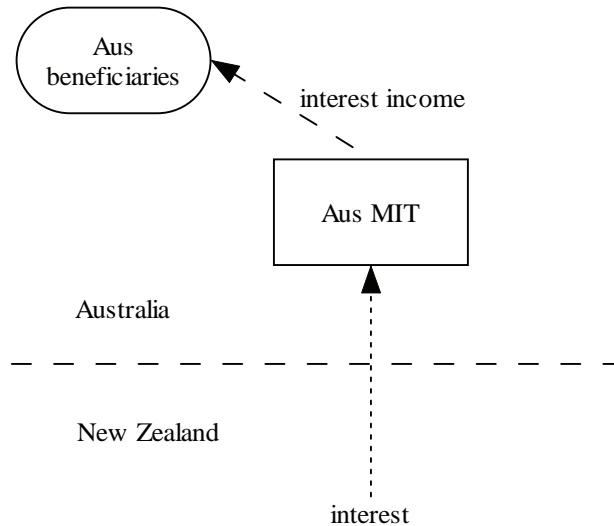 Aus
beneficiaries
interest income
Aus MIT
Australia
New Zealand
interest